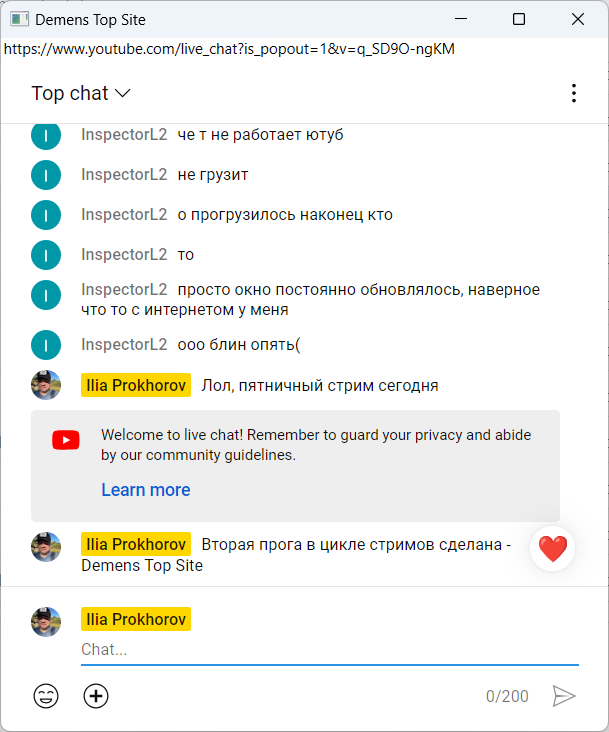 Demens Top Site
https://www.youtube.com/live_chat?is_popout=1&v=q_SD9O-ngKM
Top chat
I InspectorL2 че т не работает ютуб
I InspectorL2 не грузит
I InspectorL2 о прогрузилось наконец кто
I InspectorL2 то
I InspectorL2 просто окно постоянно обновлялось, наверное
что то с интернетом у меня
I InspectorL2 ооо блин опять(
Ilia Prokhorov Лол, пятничный стрим сегодня
Welcome to live chat! Remember to guard your privacy and abide
by our community guidelines.
Learn more
Ilia Prokhorov Вторая прога в цикле стримов сделана -
Demens Top Site
Ilia Prokhorov
Chat...
0/200